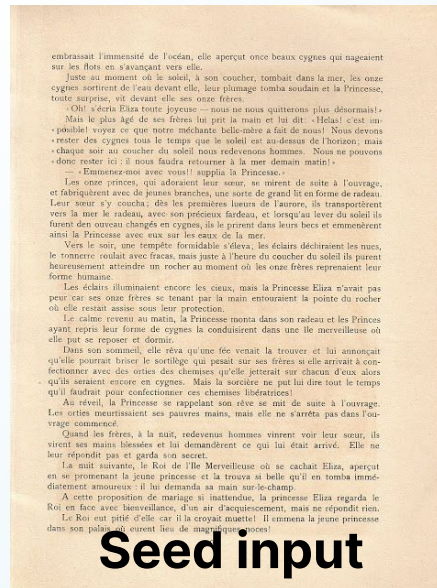 embrassait l'immensité de l'océan, elle aperçut onze beaux cygnes qui nageaient
sur les flots en s'avançant vers elle.
Juste au moment où le soleil, à son coucher, tombait dans la mer, les onze
cygnes sortirent de l'eau devant elle, leur plumage tomba soudain et la Princesse,
toute surprise, vit devant elle ses onze frères.
« Oh! s'écria Eliza toute joyeuse — nous ne nous quitterons plus désormais! »
Mais le plus âgé de ses frères lui prit la main et lui dit: « Helas! c'est im-
« possible! voyez ce que notre méchante belle-mère a fait de nous! Nous devons
« rester des cygnes tous le temps que le soleil est au-dessus de l'horizon; mais
« chaque soir au coucher du soleil nous redevenons hommes. Nous ne pouvons
« donc rester ici : il nous faudra retourner à la mer demain matin! »
— « Emmenez-moi avec vous!! supplia la Princesse. »
Les onze princes, qui adoraient leur sœur, se mirent de suite à l'ouvrage,
et fabriquèrent avec de jeunes branches, une sorte de grand lit en forme de radeau.
Leur sœur s'y coucha; dès les premières lueurs de l'aurore, ils transportèrent
vers la mer le radeau, avec son précieux fardeau, et lorsqu'au lever du soleil ils
furent den ouveau changés en cygnes, ils le prirent dans leurs becs et emmenèrent
ainsi la Princesse avec eux sur les eaux de la mer.
Vers le soir, une tempête formidable s'éleva; les éclairs déchiraient les nues,
le tonnerre roulait avec fracas, mais juste à l'heure du coucher du soleil ils purent
heureusement atteindre un rocher au moment où les onze frères reprenaient leur
forme humaine.
Les éclairs illuminaient encore les cieux, mais la Princesse Eliza n'avait pas
peur car ses onze frères se tenant par la main entouraient la pointe du rocher
où elle restait assise sous leur protection.
Le calme revenu au matin, la Princesse monta dans son radeau et les Princes
ayant repris leur forme de cygnes la conduisirent dans une Ile merveilleuse où
elle put se reposer et dormir.
Dans son sommeil, elle rêva qu'une fée venait la trouver et lui annonçait
qu'elle pourrait briser le sortilège qui pesait sur ses frères si elle arrivait à con-
fectionner avec des orties des chemises qu'elle jetterait sur chacun d'eux alors
qu'ils seraient encore en cygnes. Mais la sorcière ne put lui dire tout le temps
qu'il faudrait pour confectionner ces chemises libératrices!
Au réveil, la Princesse se rappelant son rêve se mit de suite à l'ouvrage.
Les orties meurtissaient ses pauvres mains, mais elle ne s'arrêta pas dans l'ou-
vrage commencé.
Quand les frères, à la nuit, redevenus hommes vinrent voir leur sœur, ils
virent ses mains blessées et lui demandèrent ce qui lui était arrivé. Elle ne
leur répondit pas et garda son secret.
La nuit suivante, le Roi de l'Ile Merveilleuse où se cachait Eliza, aperçut
en se promenant la jeune princesse et la trouva si belle qu'il en tomba immé-
diatement amoureux : il lui demanda sa main sur-le-champ.
A cette proposition de mariage si inattendue, la princesse Eliza regarda le
Roi en face avec bienveillance, d'un air d'acquiescement, mais ne répondit rien.
Le Roi eut pitié d'elle car il la croyait muette! Il emmena la jeune princesse
dans son palais où eurent lieu de magnifiques noces!
Seed input